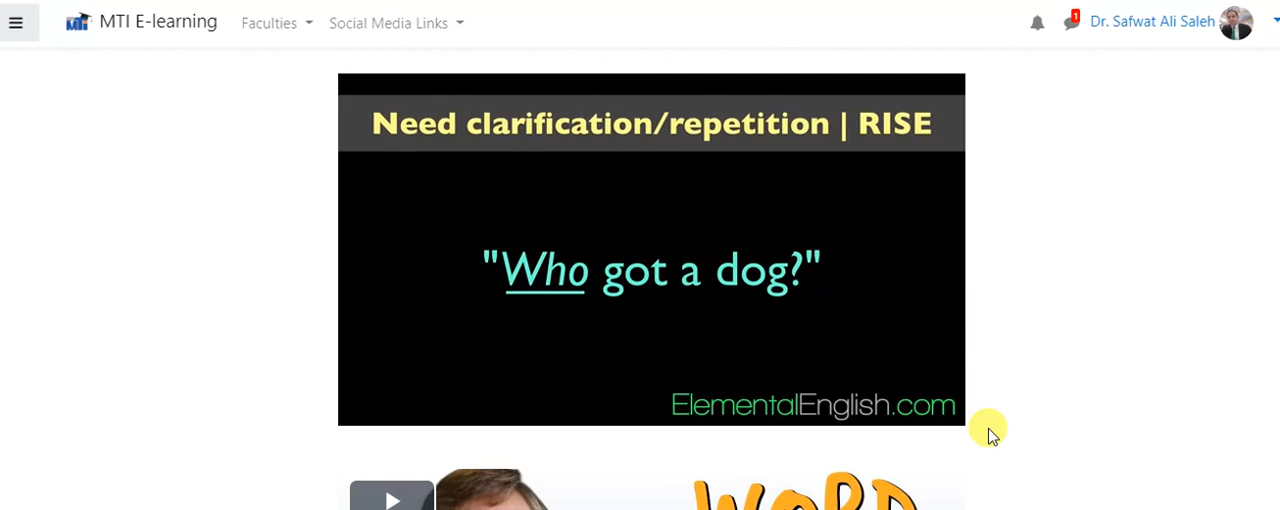 MTI E-learning Faculties Social Media Links 1 Dr. Safwat Ali Saleh
Need clarification/repetition | RISE
"Who got a dog?"
ElementalEnglish.com
WORD